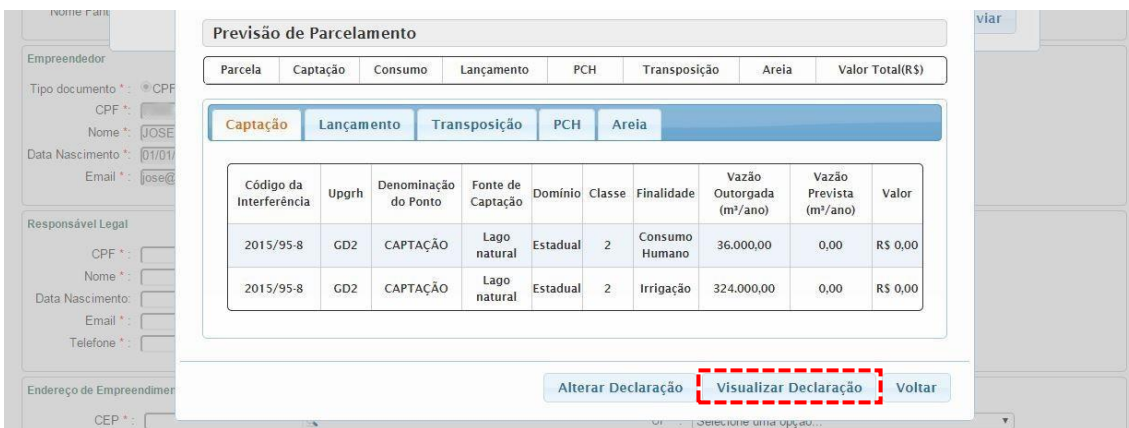 Nome Fant
viar
Previsão de Parcelamento
Empreendedor
Parcela Captação Consumo Lançamento PCH Transposição Areia Valor Total(R$)
Tipo documento * : CPF
CPF *:
Captação Lançamento Transposição PCH Areia
Nome *: JOSE
Data Nascimento *: 01/01/
Email * : jose@
Código da Interferência Upgrh Denominação do Ponto Fonte de Captação Domínio Classe Finalidade Vazão Outorgada (m³/ano) Vazão Prevista (m³/ano) Valor
Responsável Legal
2015/95-8 GD2 CAPTAÇÃO Lago natural Estadual 2 Consumo Humano 36.000,00 0,00 R$ 0,00
CPF * :
Nome * :
2015/95-8 GD2 CAPTAÇÃO Lago natural Estadual 2 Irrigação 324.000,00 0,00 R$ 0,00
Data Nascimento:
Email * :
Telefone * :
Endereço de Empreendimen
Alterar Declaração Visualizar Declaração Voltar
CEP * :
Selecione uma opção...